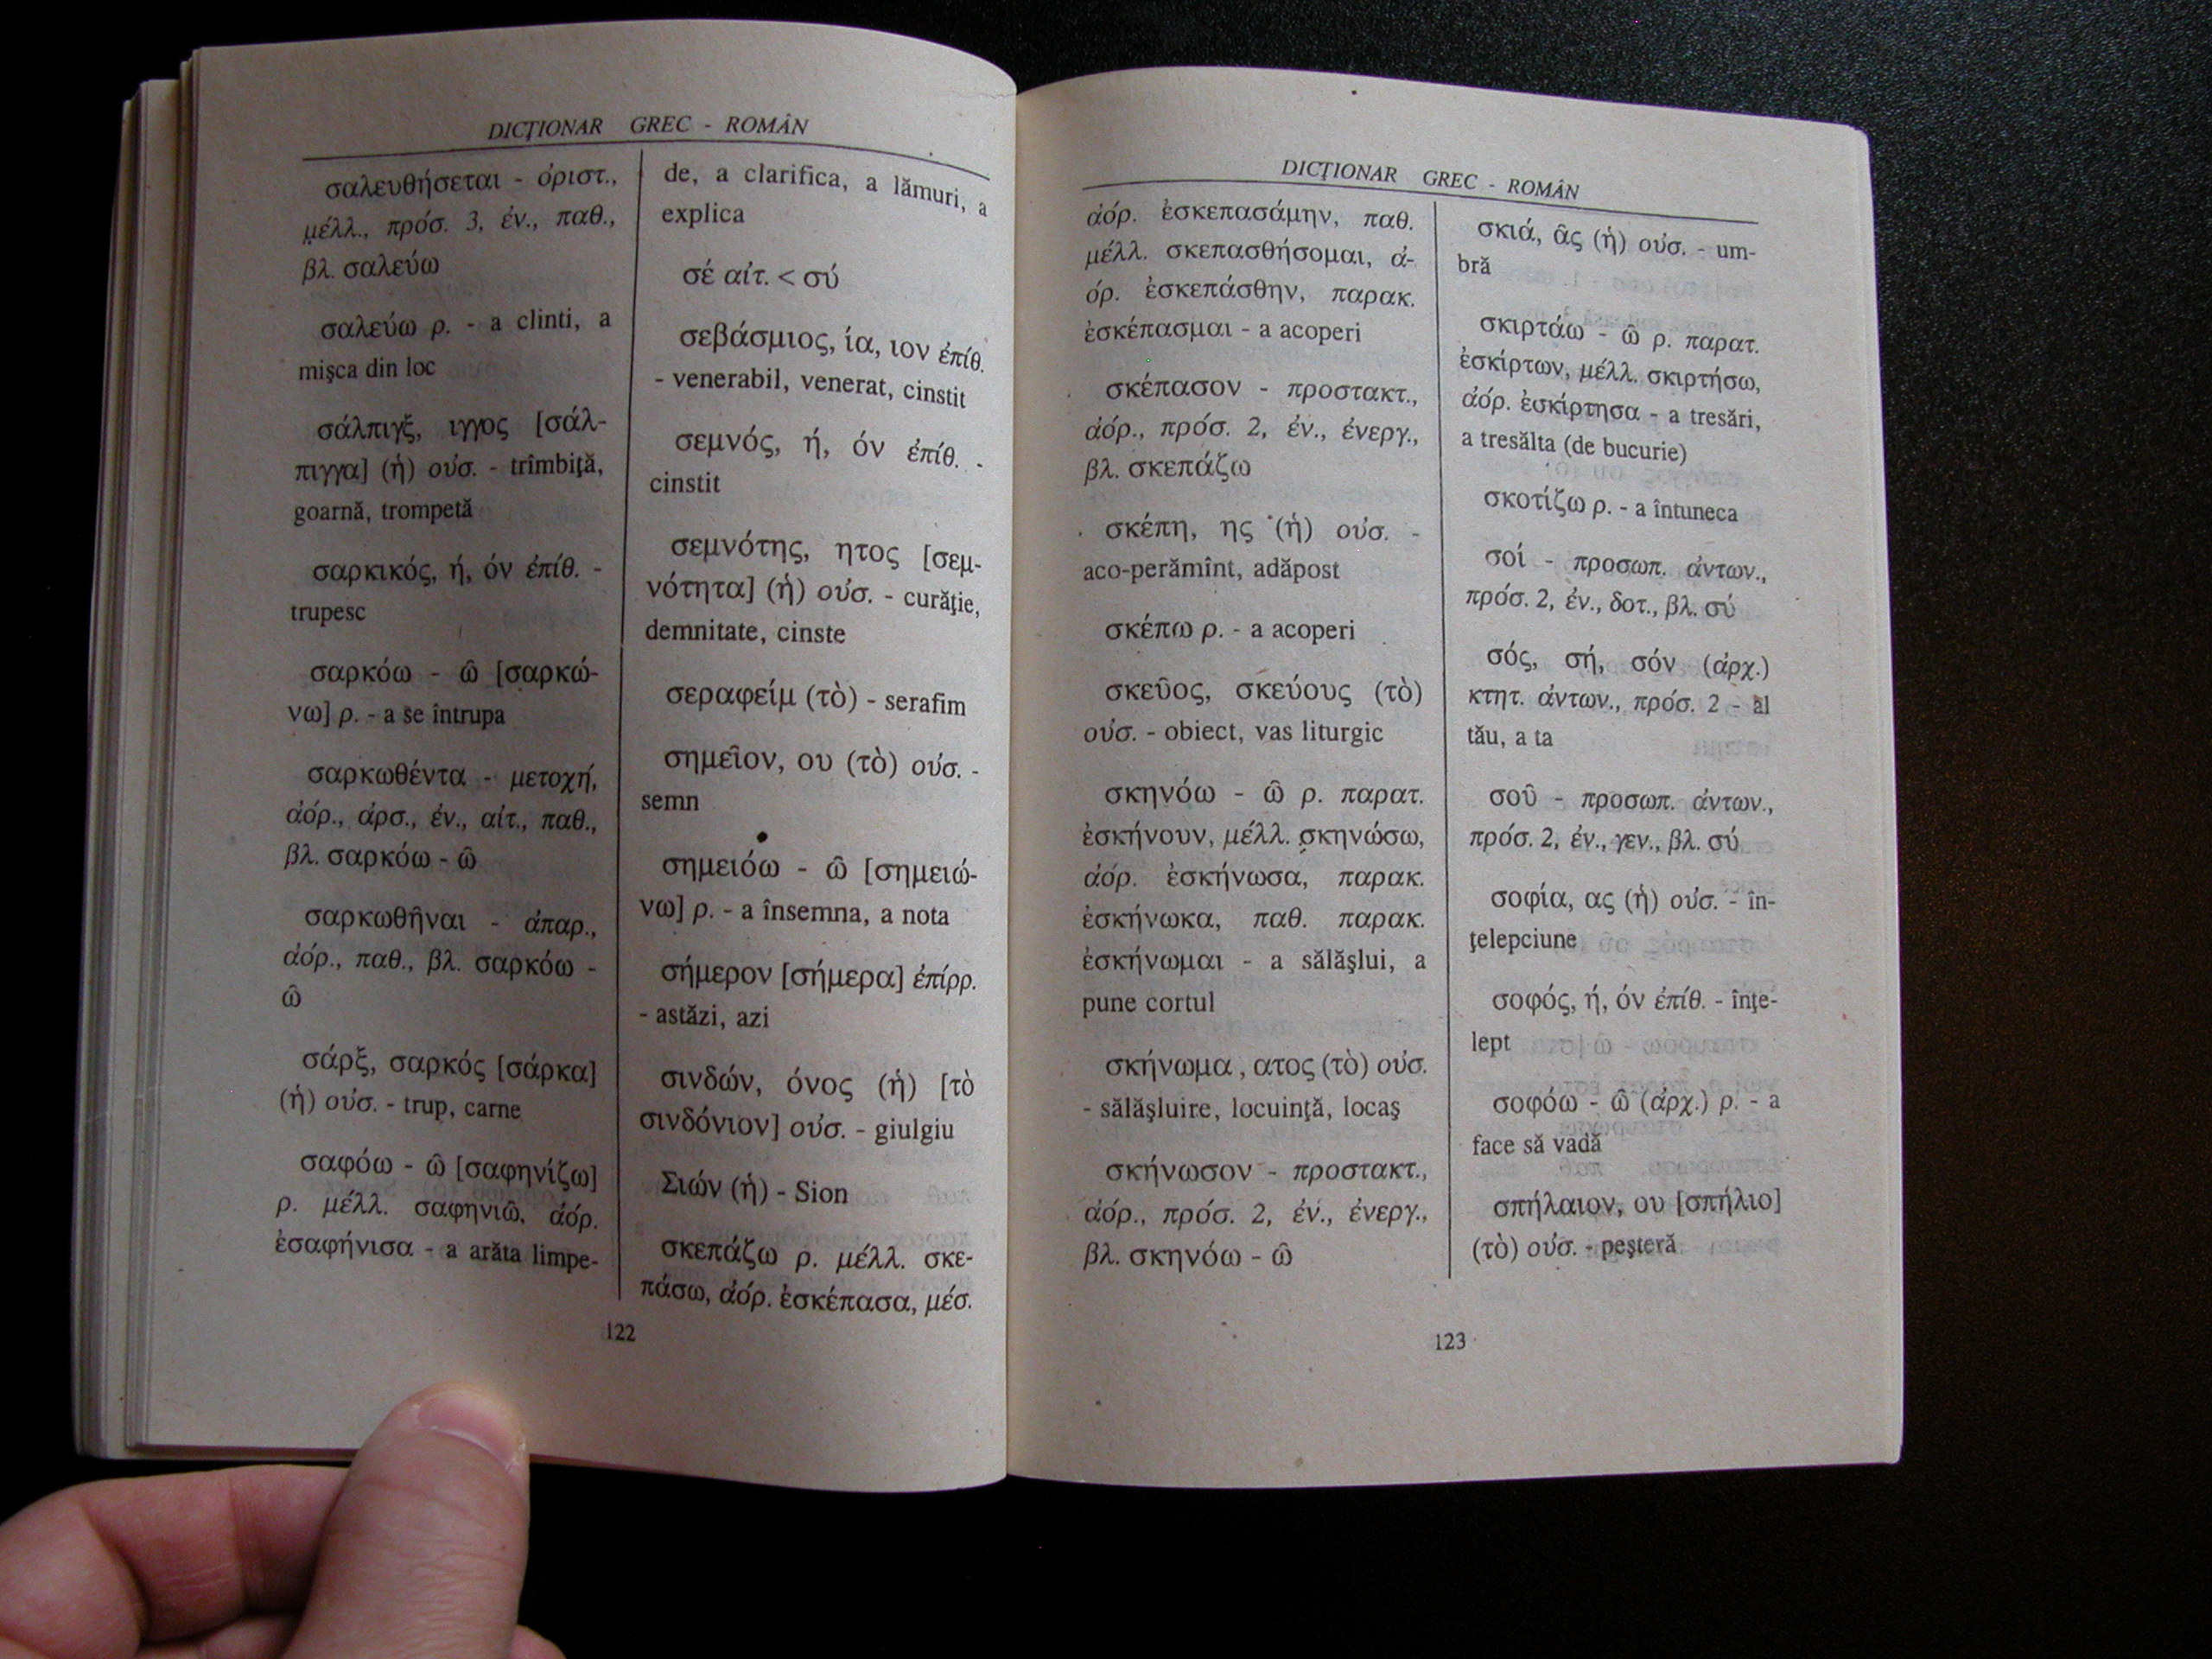 DICŢIONAR GREC - ROMÂN
σαλευθήσεται - ὁριστ.,
μέλλ., πρόσ. 3, ἑν., παθ.,
βλ. σαλεύω
σαλεύω ρ. - a clinti, a
mişca din loc
σάλπιγξ, ιγγος [σάλ-
πιγγα] (ἡ) οὐσ. - trîmbiţă,
goarnă, trompetă
σαρκικός, ή, όν ἐπίθ. -
trupesc
σαρκόω - ῶ [σαρκώ-
νω] ρ. - a se întrupa
σαρκωθέντα - μετοχή,
ἀόρ., ἀρσ., ἑν., αἰτ., παθ.,
βλ. σαρκόω - ῶ
σαρκωθῆναι - ἀπαρ.,
ἀόρ., παθ., βλ. σαρκόω -
ῶ
σάρξ, σαρκός [σάρκα]
(ἡ) οὐσ. - trup, carne
σαφόω - ῶ [σαφηνίζω]
ρ. μέλλ. σαφηνιῶ, ἀόρ.
ἐσαφήνισα - a arăta limpe-
de, a clarifica, a lămuri, a
explica
σέ αἰτ. < σύ
σεβάσμιος, ία, ιον ἐπίθ.
- venerabil, venerat, cinstit
σεμνός, ή, όν ἐπίθ. -
cinstit
σεμνότης, ητος [σεμ-
νότητα] (ἡ) οὐσ. - curăţie,
demnitate, cinste
σεραφείμ (τὸ) - serafim
σημεῖον, ου (τὸ) οὐσ. -
semn
σημειόω - ῶ [σημειώ-
νω] ρ. - a însemna, a nota
σήμερον [σήμερα] ἐπίρρ.
- astăzi, azi
σινδών, όνος (ἡ) [τὸ
σινδόνιον] οὐσ. - giulgiu
Σιών (ἡ) - Sion
σκεπάζω ρ. μέλλ. σκε-
πάσω, ἀόρ. ἐσκέπασα, μέσ.
122
DICŢIONAR GREC - ROMÂN
ἀόρ. ἐσκεπασάμην, παθ.
μέλλ. σκεπασθήσομαι, ἀ-
όρ. ἐσκεπάσθην, παρακ.
ἐσκέπασμαι - a acoperi
σκέπασον - προστακτ.,
ἀόρ., πρόσ. 2, ἑν., ἐνεργ.,
βλ. σκεπάζω
σκέπη, ης (ἡ) οὐσ. -
aco-perămînt, adăpost
σκέπω ρ. - a acoperi
σκεῦος, σκεύους (τὸ)
οὐσ. - obiect, vas liturgic
σκηνόω - ῶ ρ. παρατ.
ἐσκήνουν, μέλλ. σκηνώσω,
ἀόρ. ἐσκήνωσα, παρακ.
ἐσκήνωκα, παθ. παρακ.
ἐσκήνωμαι - a sălăşlui, a
pune cortul
σκήνωμα , ατος (τὸ) οὐσ.
- sălăşluire, locuinţă, locaş
σκήνωσον - προστακτ.,
ἀόρ., πρόσ. 2, ἑν., ἐνεργ.,
βλ. σκηνόω - ῶ
σκιά, ᾶς (ἡ) οὐσ. - um-
bră
σκιρτάω - ῶ ρ. παρατ.
ἐσκίρτων, μέλλ. σκιρτήσω,
ἀόρ. ἐσκίρτησα - a tresări,
a tresălta (de bucurie)
σκοτίζω ρ. - a întuneca
σοί - προσωπ. ἀντων.,
πρόσ. 2, ἑν., δοτ., βλ. σύ
σός, σή, σόν (ἀρχ.)
κτητ. ἀντων., πρόσ. 2 - al
tău, a ta
σοῦ - προσωπ. ἀντων.,
πρόσ. 2, ἑν., γεν., βλ. σύ
σοφία, ας (ἡ) οὐσ. - în-
ţelepciune
σοφός, ή, όν ἐπίθ. - înţe-
lept
σοφόω - ῶ (ἀρχ.) ρ. - a
face să vadă
σπήλαιον, ου [σπήλιο]
(τὸ) οὐσ. - peşteră
123